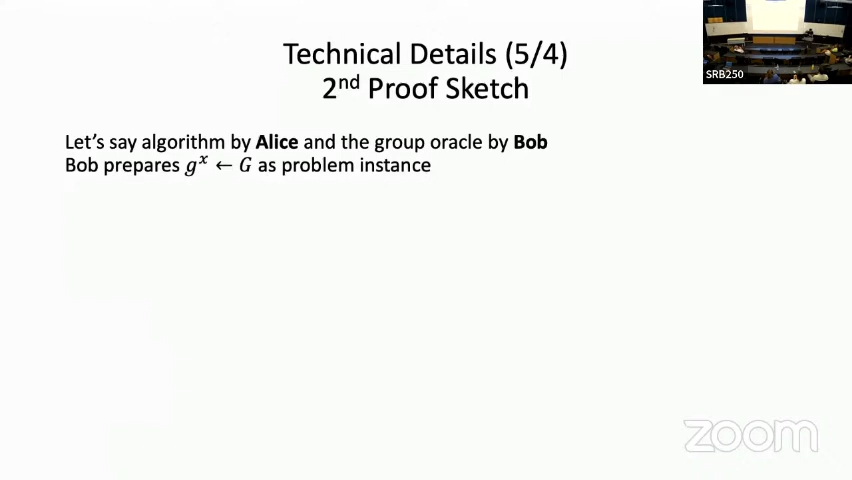 Technical Details (5/4)
2nd Proof Sketch
SRB250
Let's say algorithm by Alice and the group oracle by Bob
Bob prepares gˣ ← G as problem instance
zoom